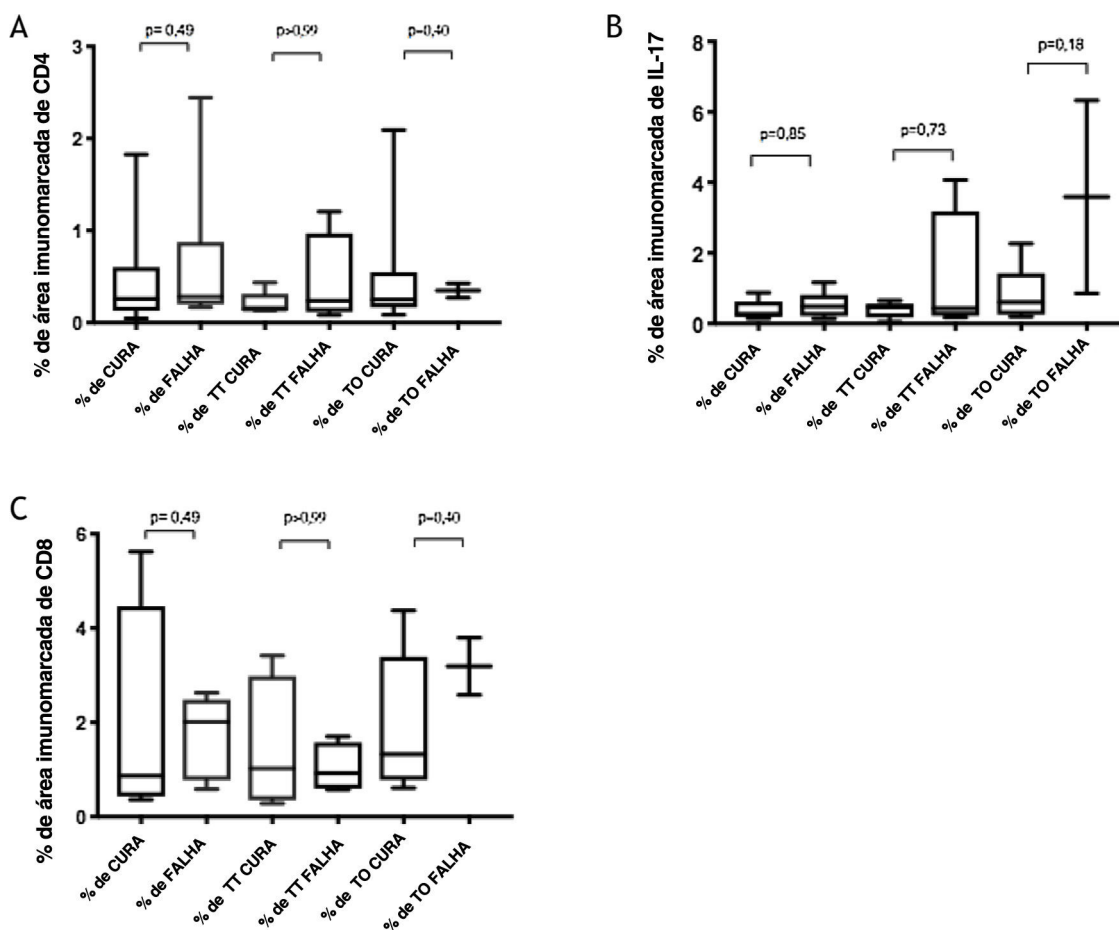 A
p= 0,49
p>0,99
p=0,40
3
2
1
0
% de área imunomarcada de CD4
% de CURA
% de FALHA
% de TT CURA
% de TT FALHA
% de TO CURA
% de TO FALHA
B
p=0,85
p=0,73
p=0,18
8
6
4
2
0
% de área imunomarcada de IL-17
% de CURA
% de FALHA
% de TT CURA
% de TT FALHA
% de TO CURA
% de TO FALHA
C
p= 0,49
p>0,99
p=0,40
6
4
2
0
% de área imunomarcada de CD8
% de CURA
% de FALHA
% de TT CURA
% de TT FALHA
% de TO CURA
% de TO FALHA